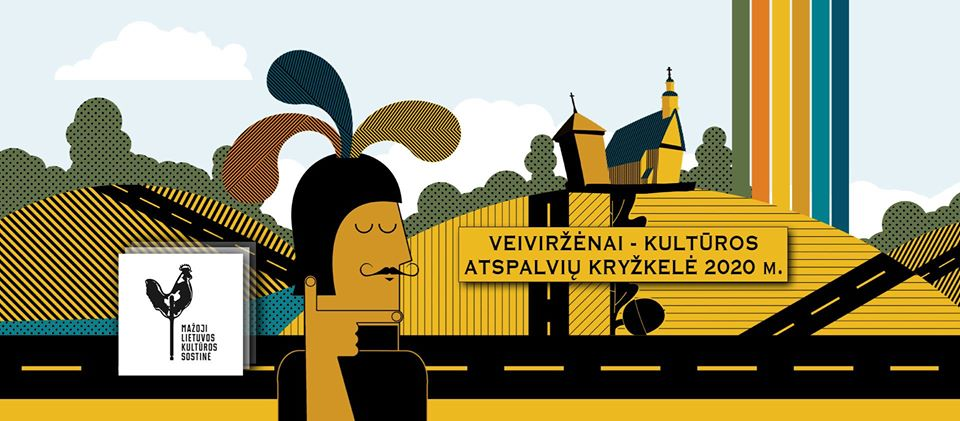 VEIVIRŽĖNAI - KULTŪROS
ATSPALVIŲ KRYŽKELĖ 2020 M.
MAŽOJI
LIETUVOS
KULTŪROS
SOSTINĖ